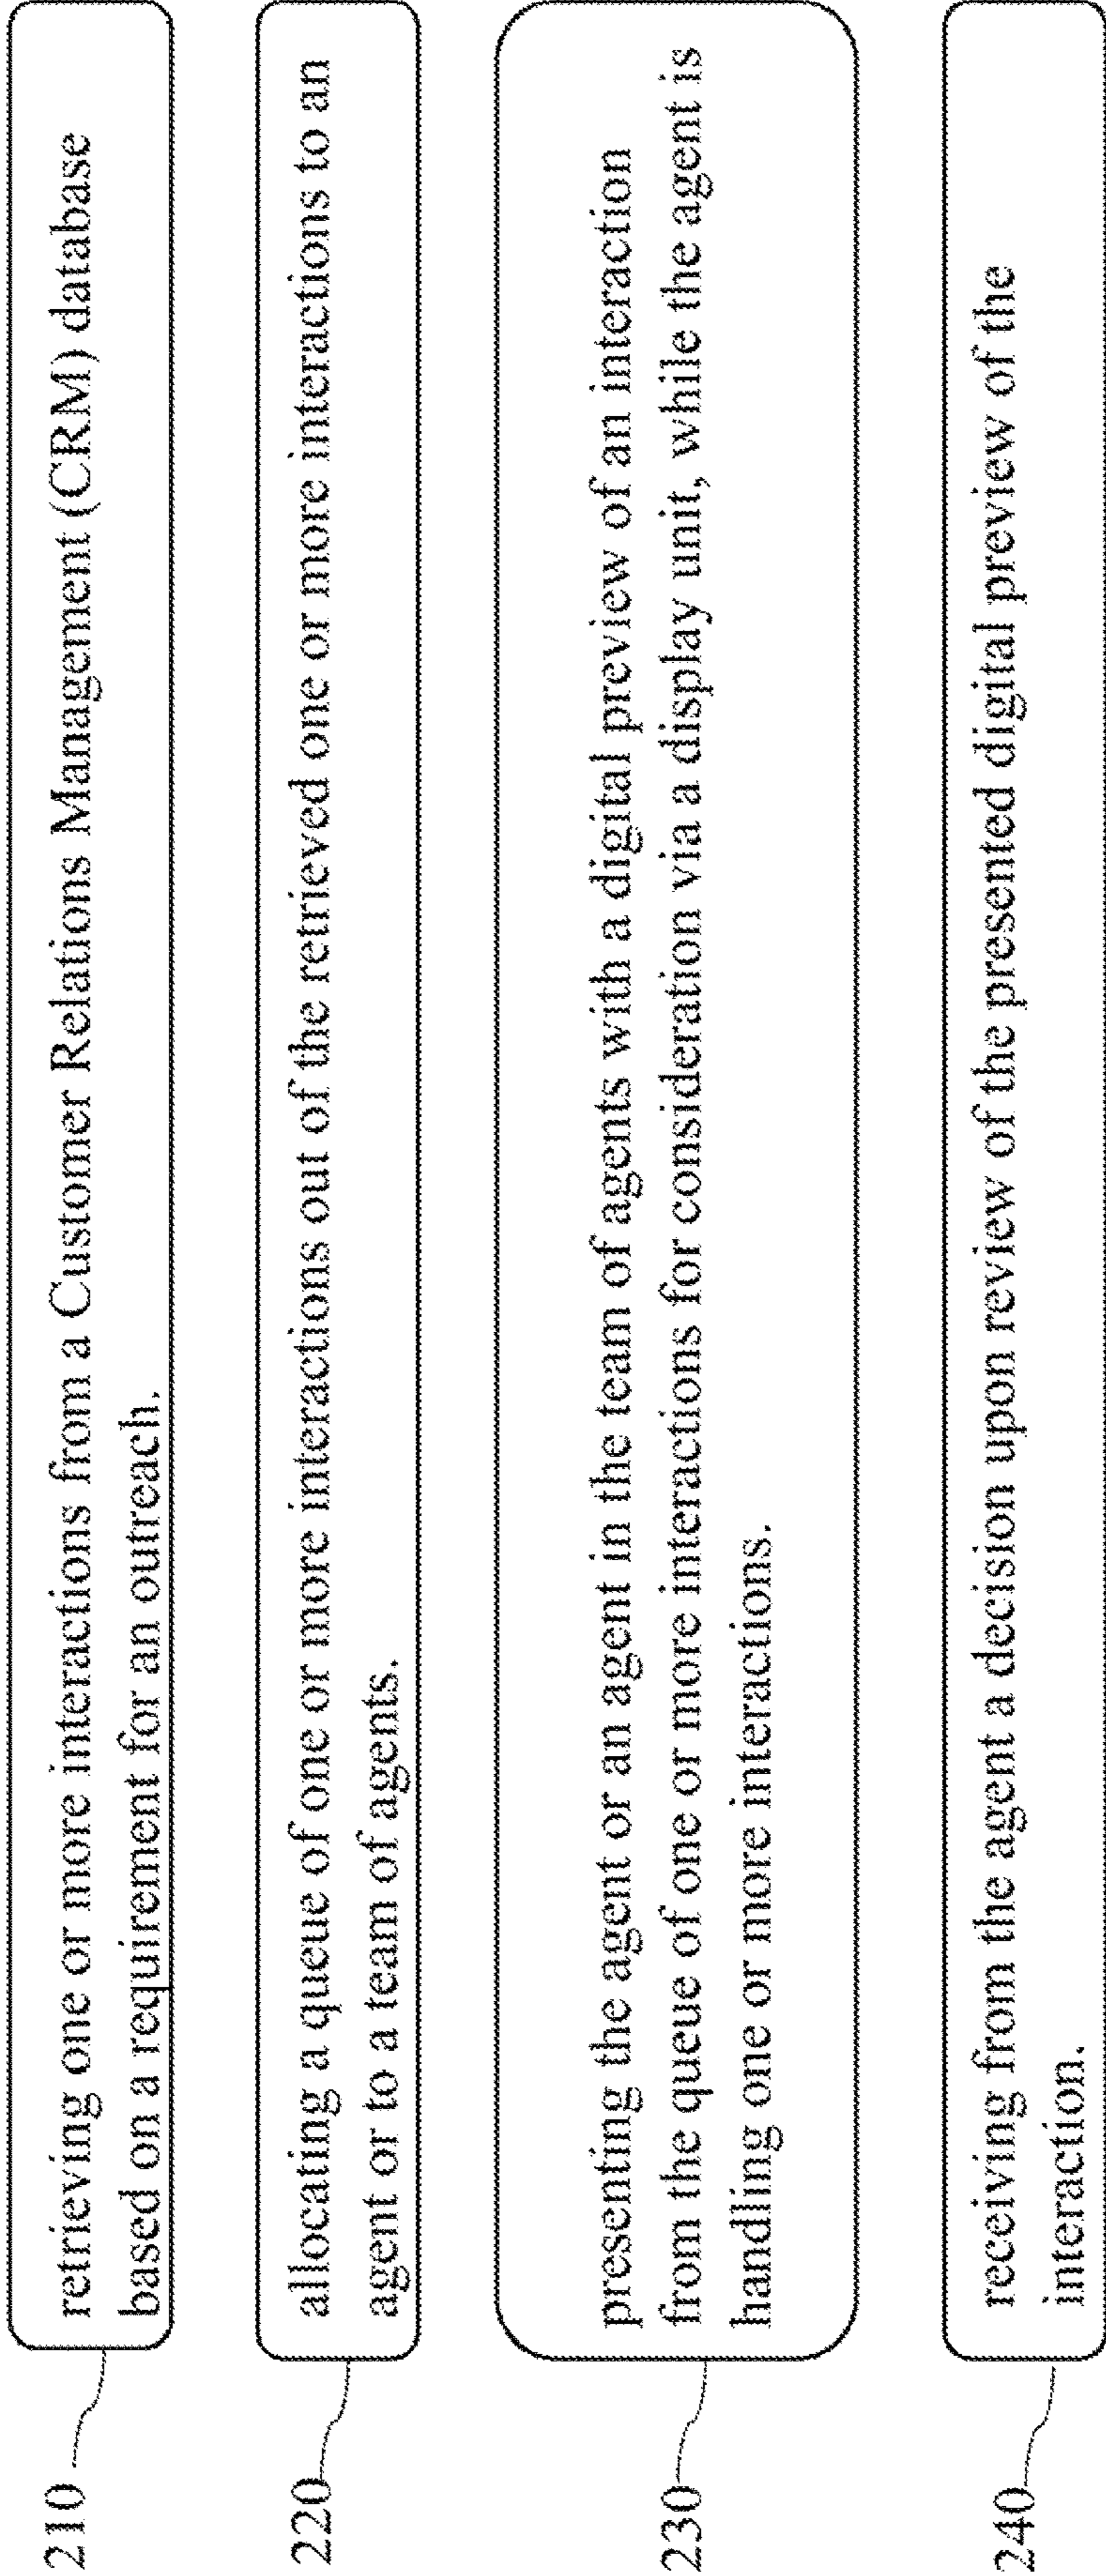 210
retrieving one or more interactions from a Customer Relations Management (CRM) database
based on a requirement for an outreach.
220
allocating a queue of one or more interactions out of the retrieved one or more interactions to an
agent or to a team of agents.
230
presenting the agent or an agent in the team of agents with a digital preview of an interaction
from the queue of one or more interactions for consideration via a display unit, while the agent is
handling one or more interactions.
240
receiving from the agent a decision upon review of the presented digital preview of the
interaction.